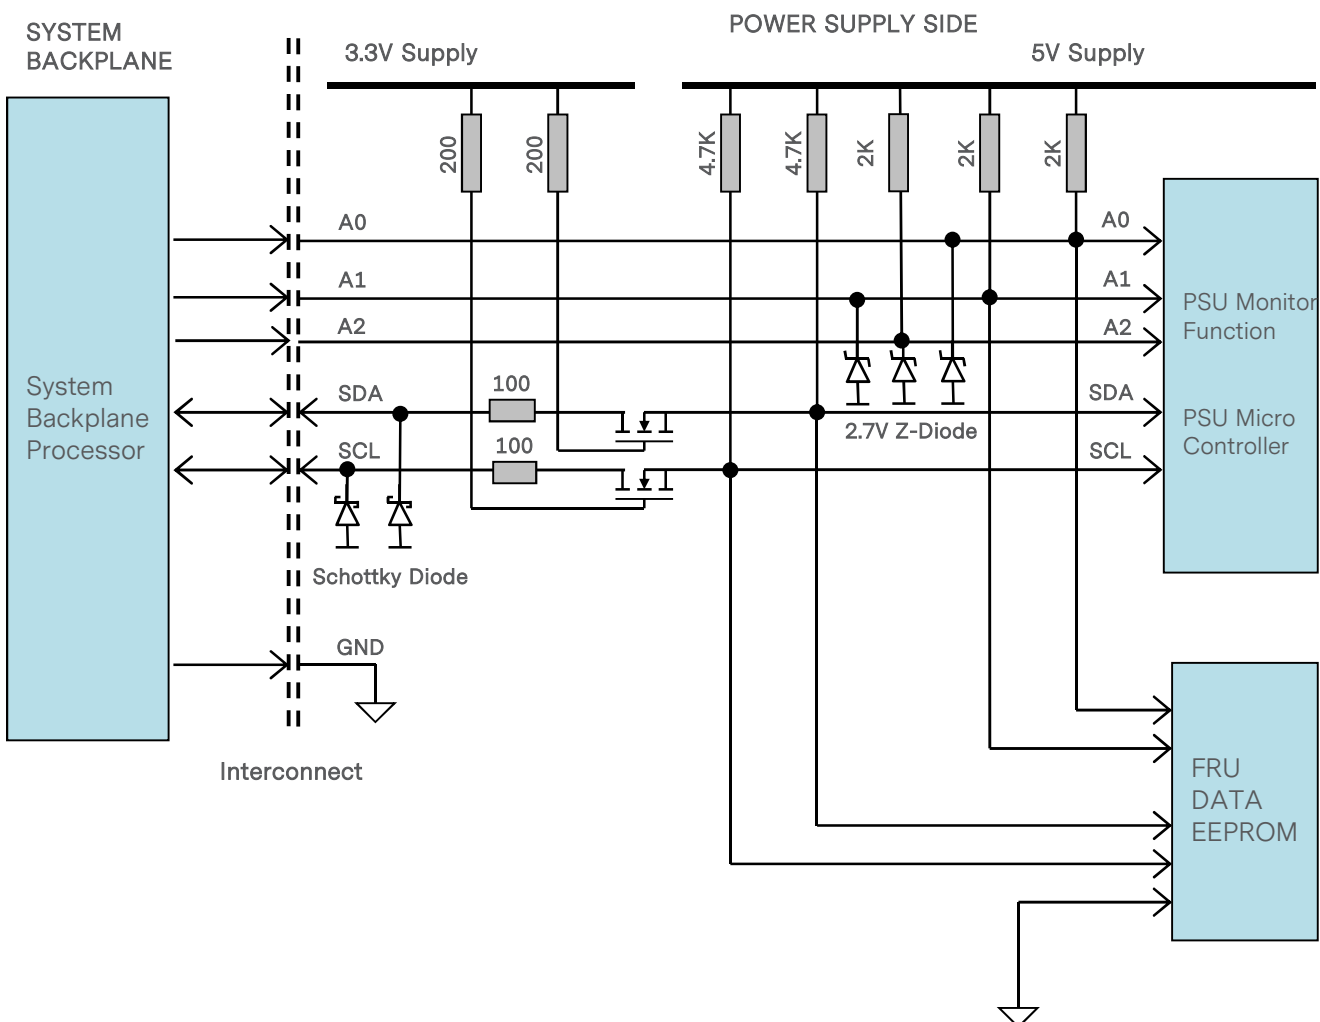 SYSTEM
BACKPLANE
POWER SUPPLY SIDE
3.3V Supply
5V Supply
200
200
4.7K
4.7K
2K
2K
2K
A0
A0
A1
A1
A2
A2
SDA
100
SDA
SCL
100
SCL
2.7V Z-Diode
System
Backplane
Processor
PSU Monitor
Function
PSU Micro
Controller
Schottky Diode
GND
Interconnect
FRU
DATA
EEPROM